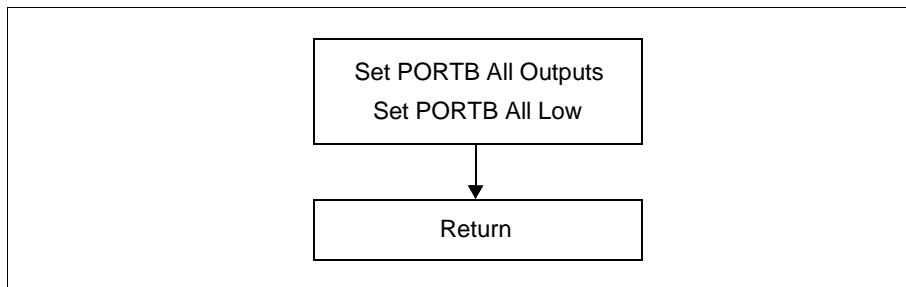 Set PORTB All Outputs
Set PORTB All Low
Return